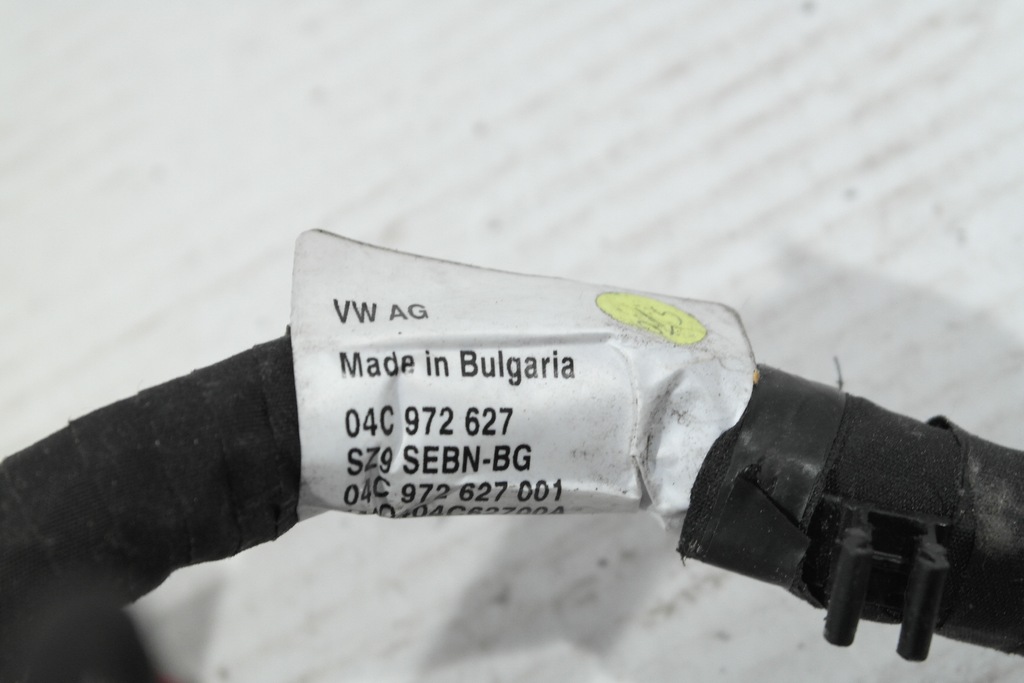 VW AG
Made in Bulgaria
04C 972 627
SZ9 SEBN-BG
04C 972 627 001